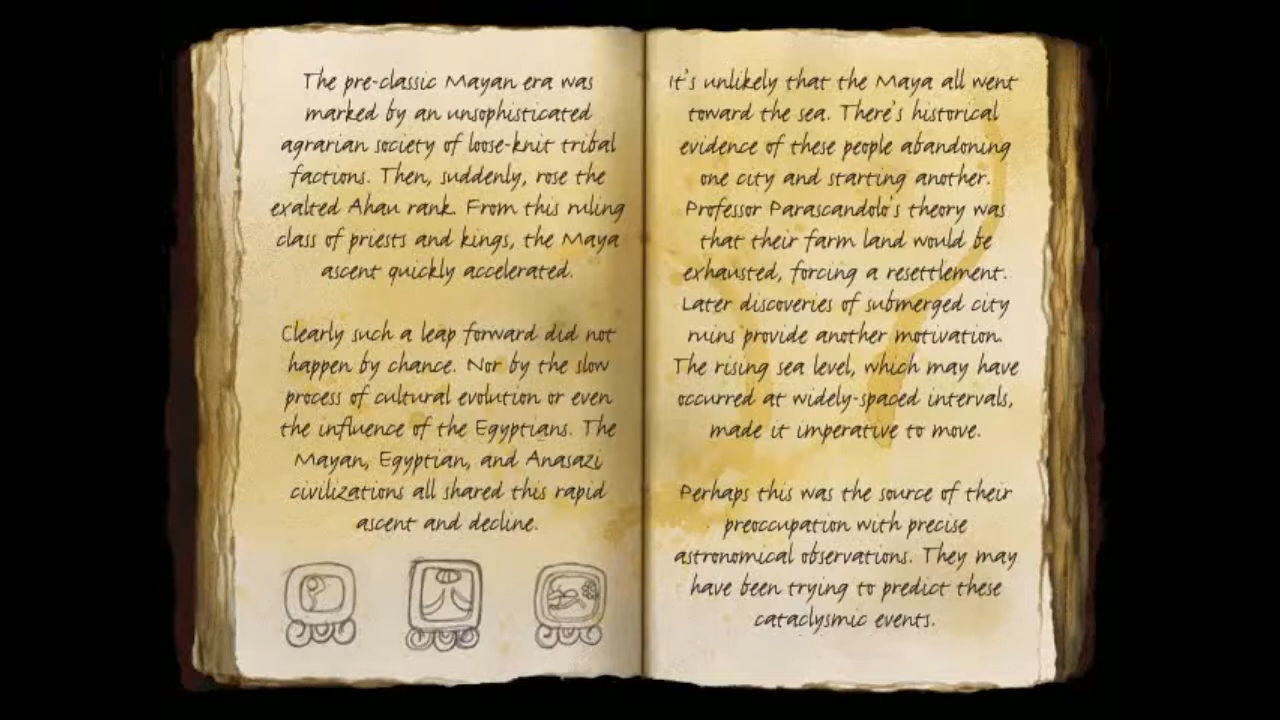 The pre-classic Mayan era was
marked by an unsophisticated
agrarian society of loose-knit tribal
factions. Then, suddenly, rose the
exalted Ahau rank. From this ruling
class of priests and kings, the Maya
ascent quickly accelerated.
Clearly such a leap forward did not
happen by chance. Nor by the slow
process of cultural evolution or even
the influence of the Egyptians. The
Mayan, Egyptian, and Anasazi
civilizations all shared this rapid
ascent and decline.
It's unlikely that the Maya all went
toward the sea. There's historical
evidence of these people abandoning
one city and starting another.
Professor Parascandolo's theory was
that their farm land would be
exhausted, forcing a resettlement.
Later discoveries of submerged city
ruins provide another motivation.
The rising sea level, which may have
occurred at widely-spaced intervals,
made it imperative to move.
Perhaps this was the source of their
preoccupation with precise
astronomical observations. They may
have been trying to predict these
cataclysmic events.